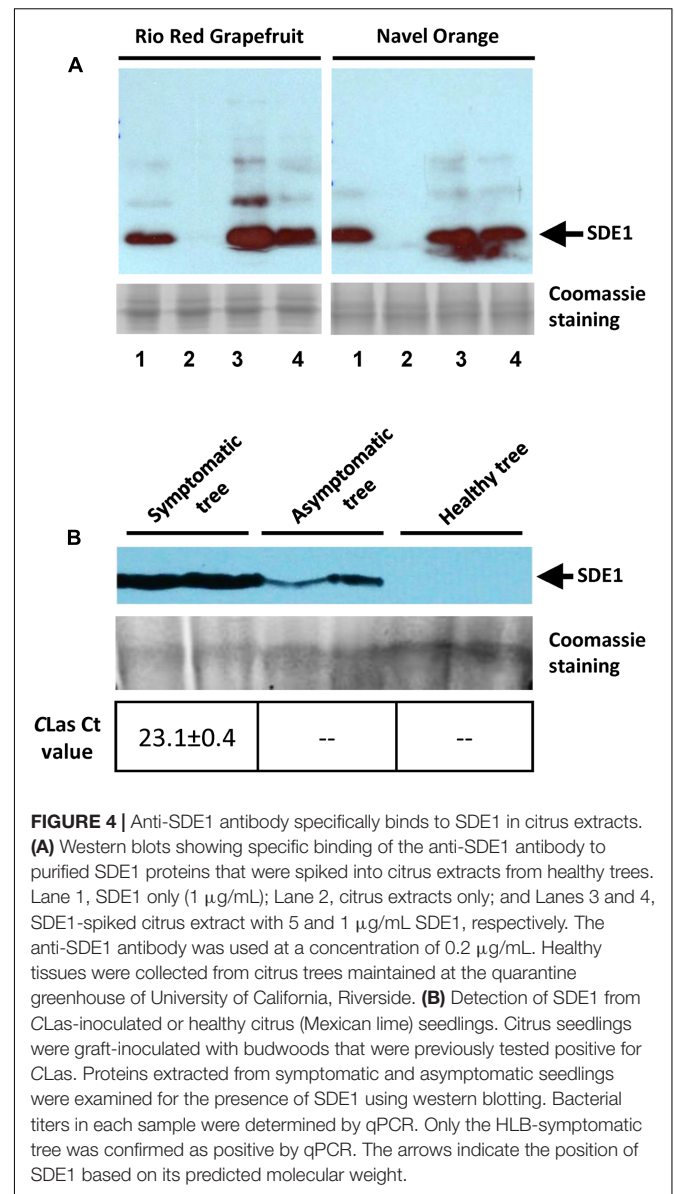 Rio Red Grapefruit Navel Orange
A
SDE1
Coomassie
staining
1 2 3 4 1 2 3 4
Symptomatic
tree
Asymptomatic
tree
Healthy tree
B
SDE1
Coomassie
staining
CLas Ct
value
23.1±0.4 -- --
FIGURE 4 | Anti-SDE1 antibody specifically binds to SDE1 in citrus extracts.
(A) Western blots showing specific binding of the anti-SDE1 antibody to
purified SDE1 proteins that were spiked into citrus extracts from healthy trees.
Lane 1, SDE1 only (1 μg/mL); Lane 2, citrus extracts only; and Lanes 3 and 4,
SDE1-spiked citrus extract with 5 and 1 μg/mL SDE1, respectively. The
anti-SDE1 antibody was used at a concentration of 0.2 μg/mL. Healthy
tissues were collected from citrus trees maintained at the quarantine
greenhouse of University of California, Riverside. (B) Detection of SDE1 from
CLas-inoculated or healthy citrus (Mexican lime) seedlings. Citrus seedlings
were graft-inoculated with budwoods that were previously tested positive for
CLas. Proteins extracted from symptomatic and asymptomatic seedlings
were examined for the presence of SDE1 using western blotting. Bacterial
titers in each sample were determined by qPCR. Only the HLB-symptomatic
tree was confirmed as positive by qPCR. The arrows indicate the position of
SDE1 based on its predicted molecular weight.